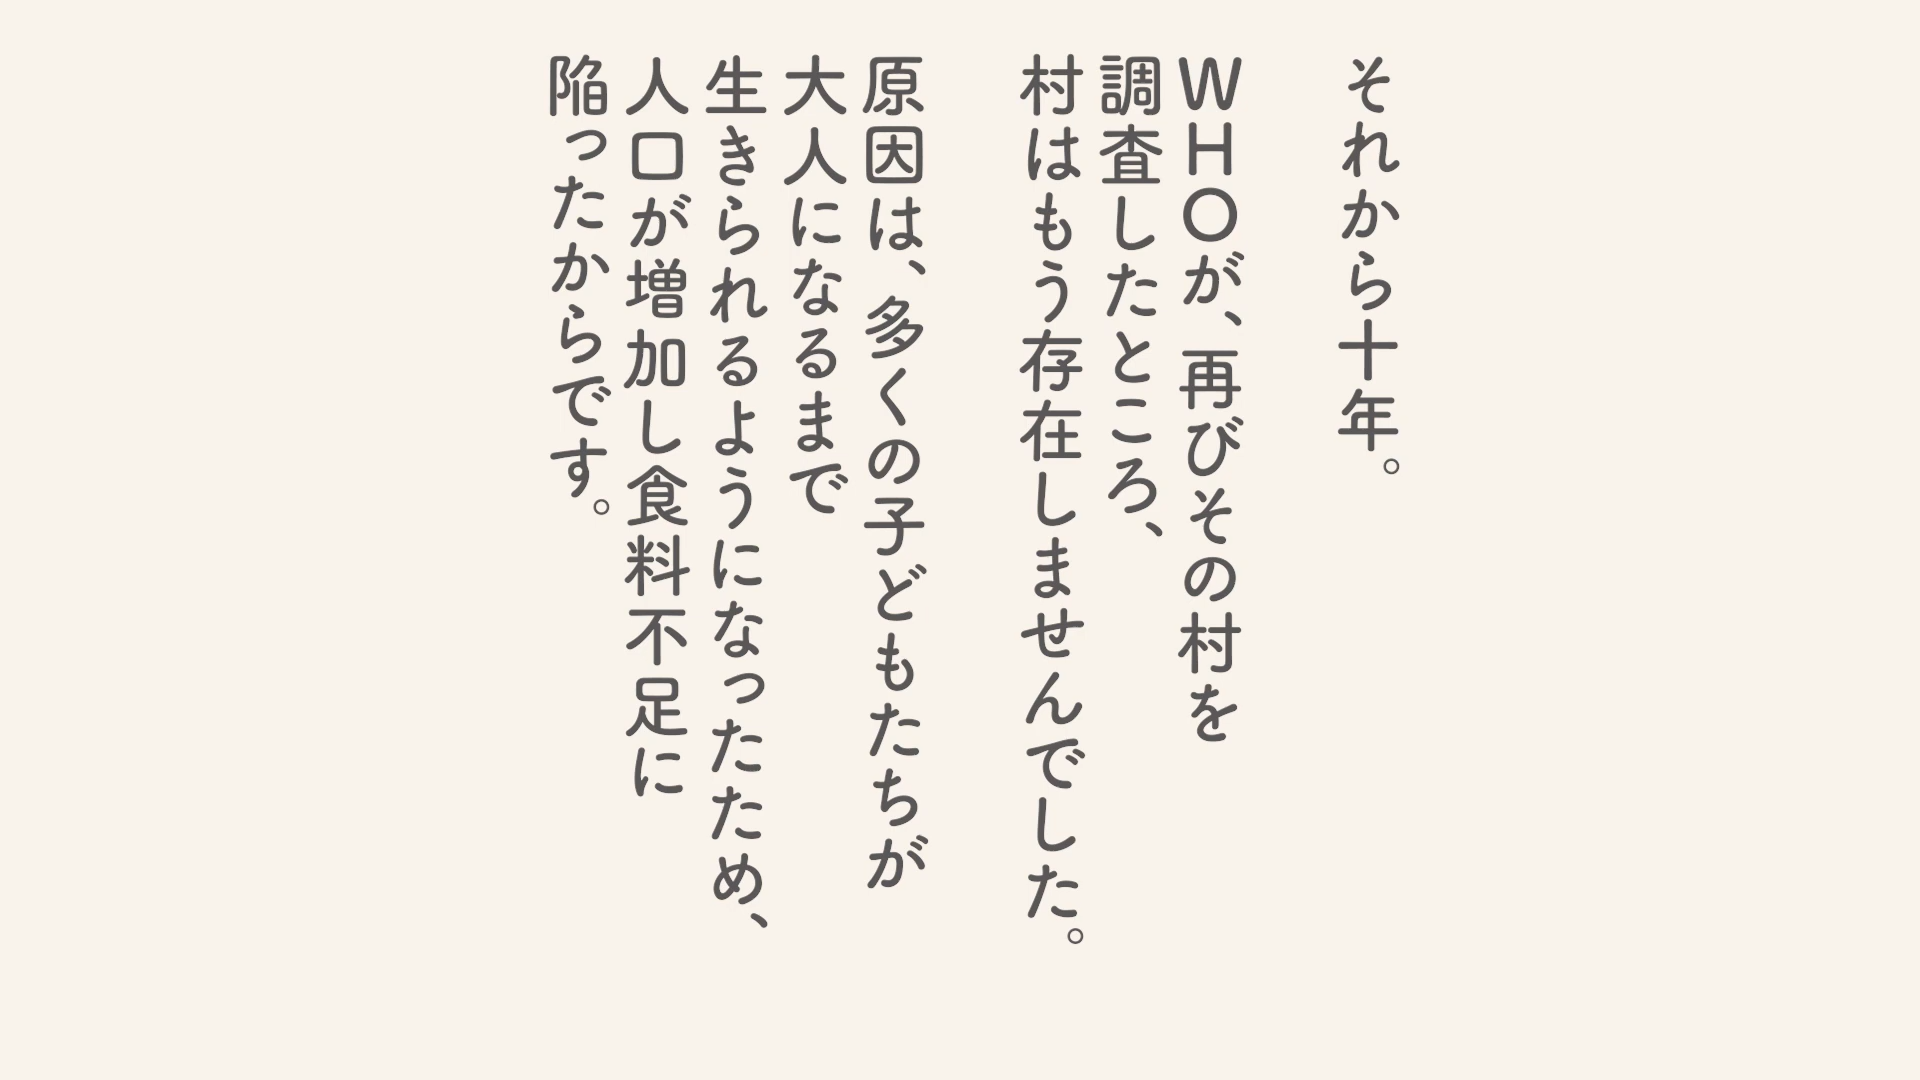 それから十年。
WHOが、再びその村を
調査したところ、
村はもう存在しませんでした。
原因は、多くの子どもたちが
大人になるまで
生きられるようになったため、
人口が増加し食料不足に
陥ったからです。